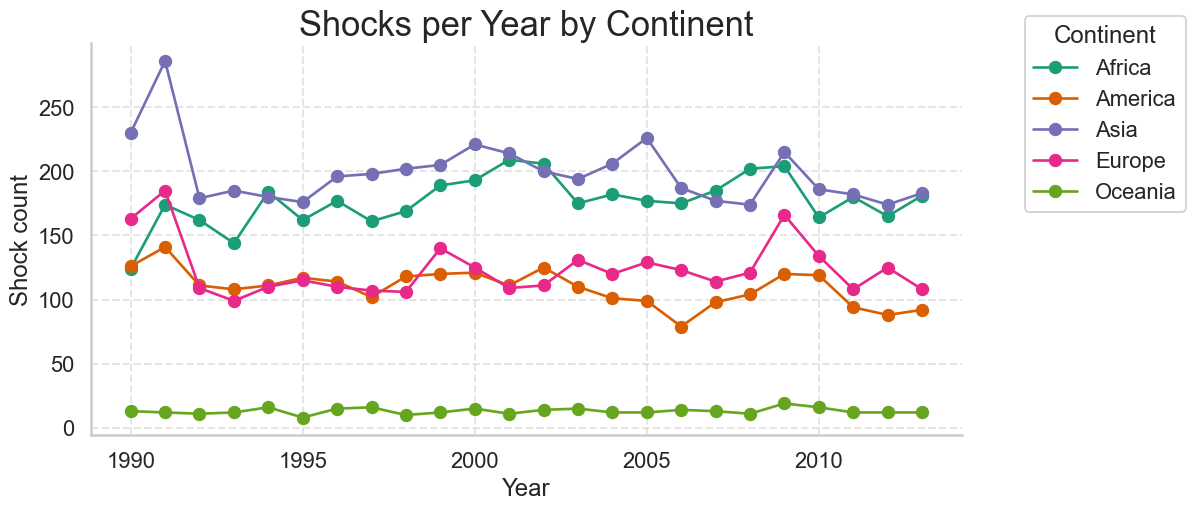 Shocks per Year by Continent
Continent
Africa
America
Asia
Europe
Oceania
Shock count
250
200
150
100
50
0
1990
1995
2000
2005
2010
Year